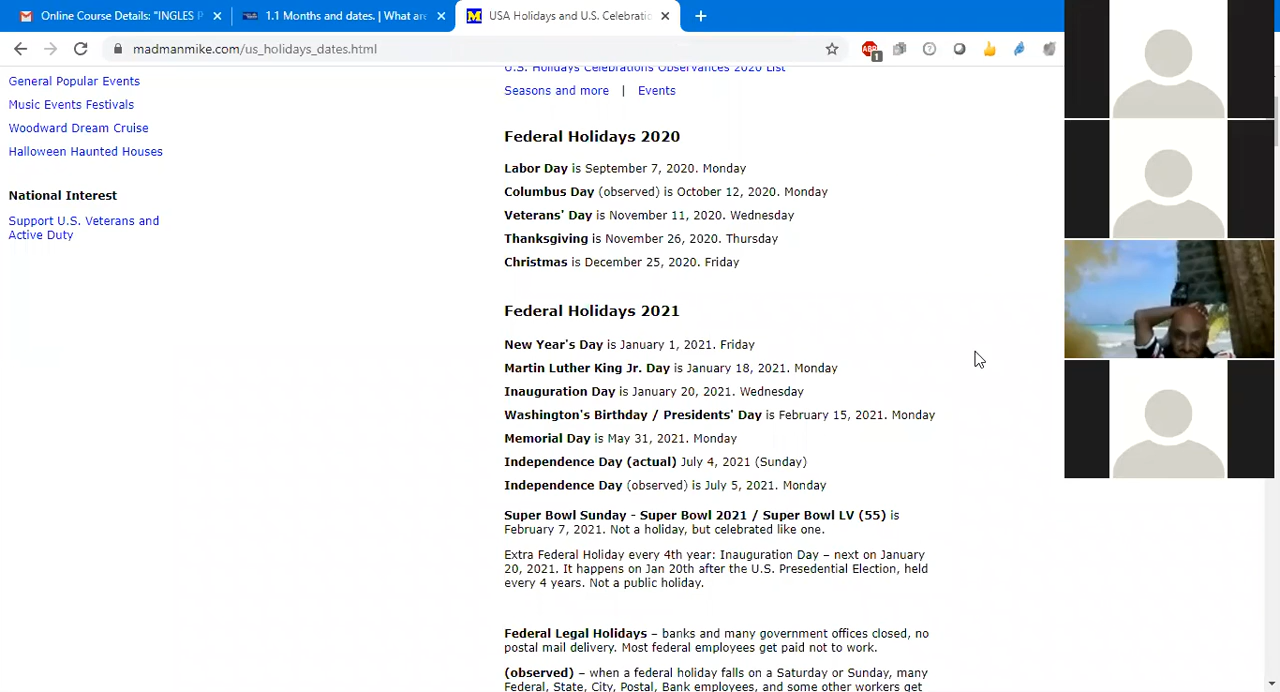 Online Course Details: "INGLES P
1.1 Months and dates. | What are
USA Holidays and U.S. Celebratio
madmanmike.com/us_holidays_dates.html
ABP
1
General Popular Events
Music Events Festivals
Woodward Dream Cruise
Halloween Haunted Houses
National Interest
Support U.S. Veterans and
Active Duty
U.S. Holidays Celebrations Observances 2020 List
Seasons and more | Events
Federal Holidays 2020
Labor Day is September 7, 2020. Monday
Columbus Day (observed) is October 12, 2020. Monday
Veterans' Day is November 11, 2020. Wednesday
Thanksgiving is November 26, 2020. Thursday
Christmas is December 25, 2020. Friday
Federal Holidays 2021
New Year's Day is January 1, 2021. Friday
Martin Luther King Jr. Day is January 18, 2021. Monday
Inauguration Day is January 20, 2021. Wednesday
Washington's Birthday / Presidents' Day is February 15, 2021. Monday
Memorial Day is May 31, 2021. Monday
Independence Day (actual) July 4, 2021 (Sunday)
Independence Day (observed) is July 5, 2021. Monday
Super Bowl Sunday - Super Bowl 2021 / Super Bowl LV (55) is
February 7, 2021. Not a holiday, but celebrated like one.
Extra Federal Holiday every 4th year: Inauguration Day – next on January
20, 2021. It happens on Jan 20th after the U.S. Presedential Election, held
every 4 years. Not a public holiday.
Federal Legal Holidays – banks and many government offices closed, no
postal mail delivery. Most federal employees get paid not to work.
(observed) – when a federal holiday falls on a Saturday or Sunday, many
Federal, State, City, Postal, Bank employees, and some other workers get